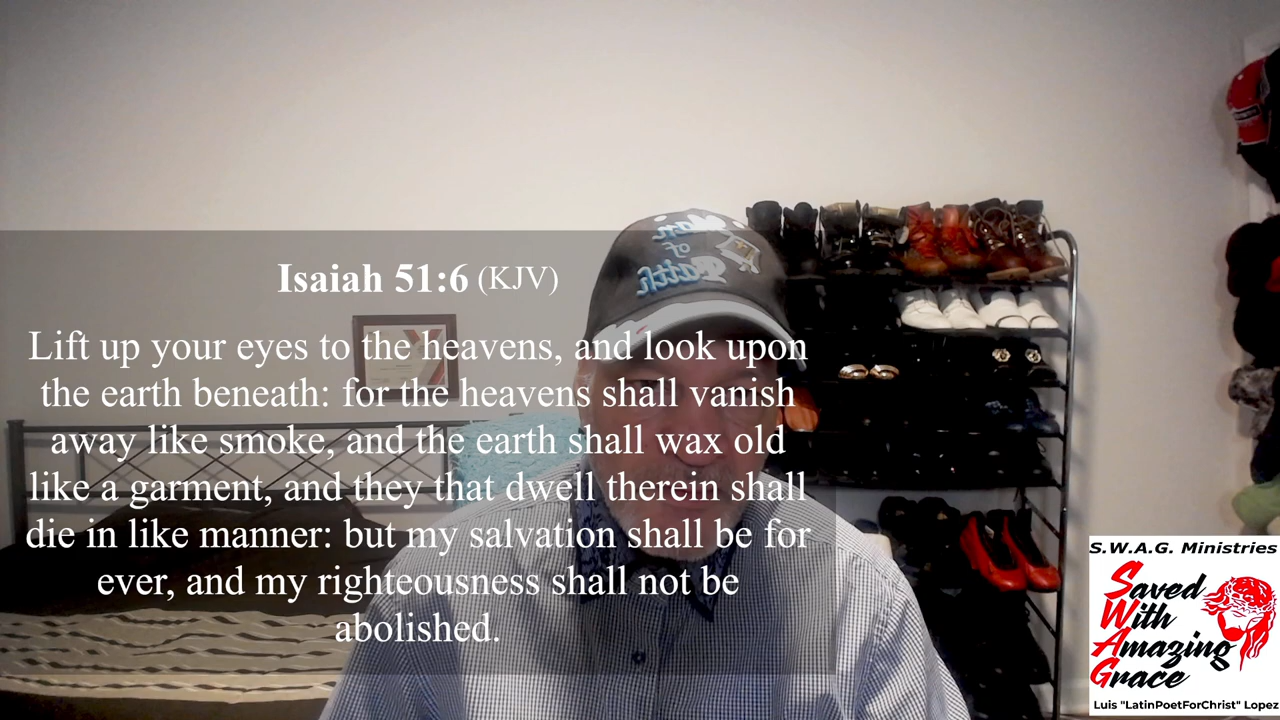 Isaiah 51:6 (KJV)
Lift up your eyes to the heavens, and look upon
the earth beneath: for the heavens shall vanish
away like smoke, and the earth shall wax old
like a garment, and they that dwell therein shall
die in like manner: but my salvation shall be for
ever, and my righteousness shall not be
abolished.
Man
of
Faith
S.W.A.G. Ministries
Saved
With
Amazing
Grace
Luis "LatinPoetForChrist" Lopez